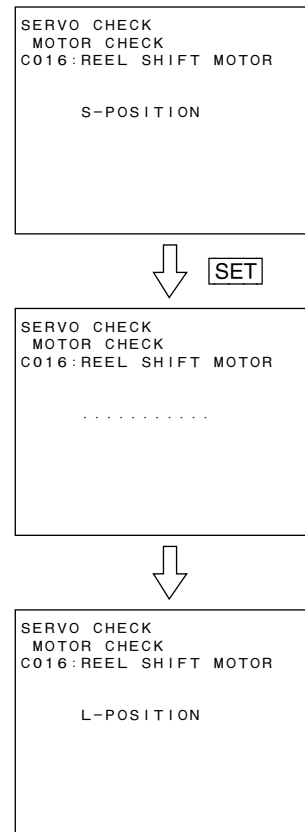 SERVO CHECK
MOTOR CHECK
C016:REEL SHIFT MOTOR
S-POSITION
SET
SERVO CHECK
MOTOR CHECK
C016:REEL SHIFT MOTOR
...........
SERVO CHECK
MOTOR CHECK
C016:REEL SHIFT MOTOR
L-POSITION